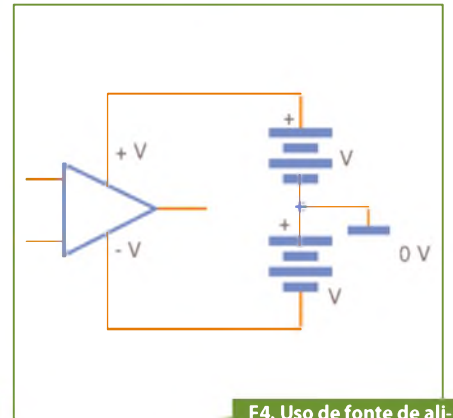 +
+ V
V
+
- V
0 V
V
F4. Uso de fonte de ali-